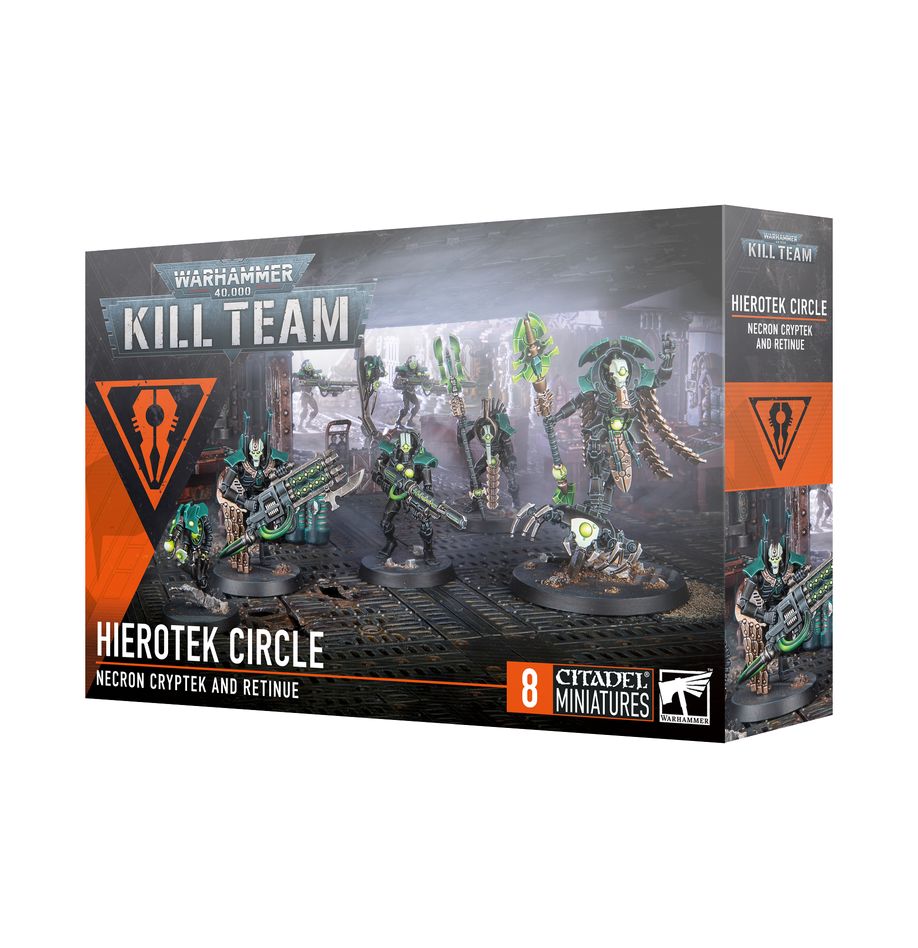 WARHAMMER
40,000
KILL TEAM
HIEROTEK CIRCLE
NECRON CRYPTEK AND RETINUE
8
CITADEL®
MINIATURES
WARHAMMER
™
WARHAMMER
KILL TEAM
HIEROTEK CIRCLE
NECRON CRYPTEK
AND RETINUE